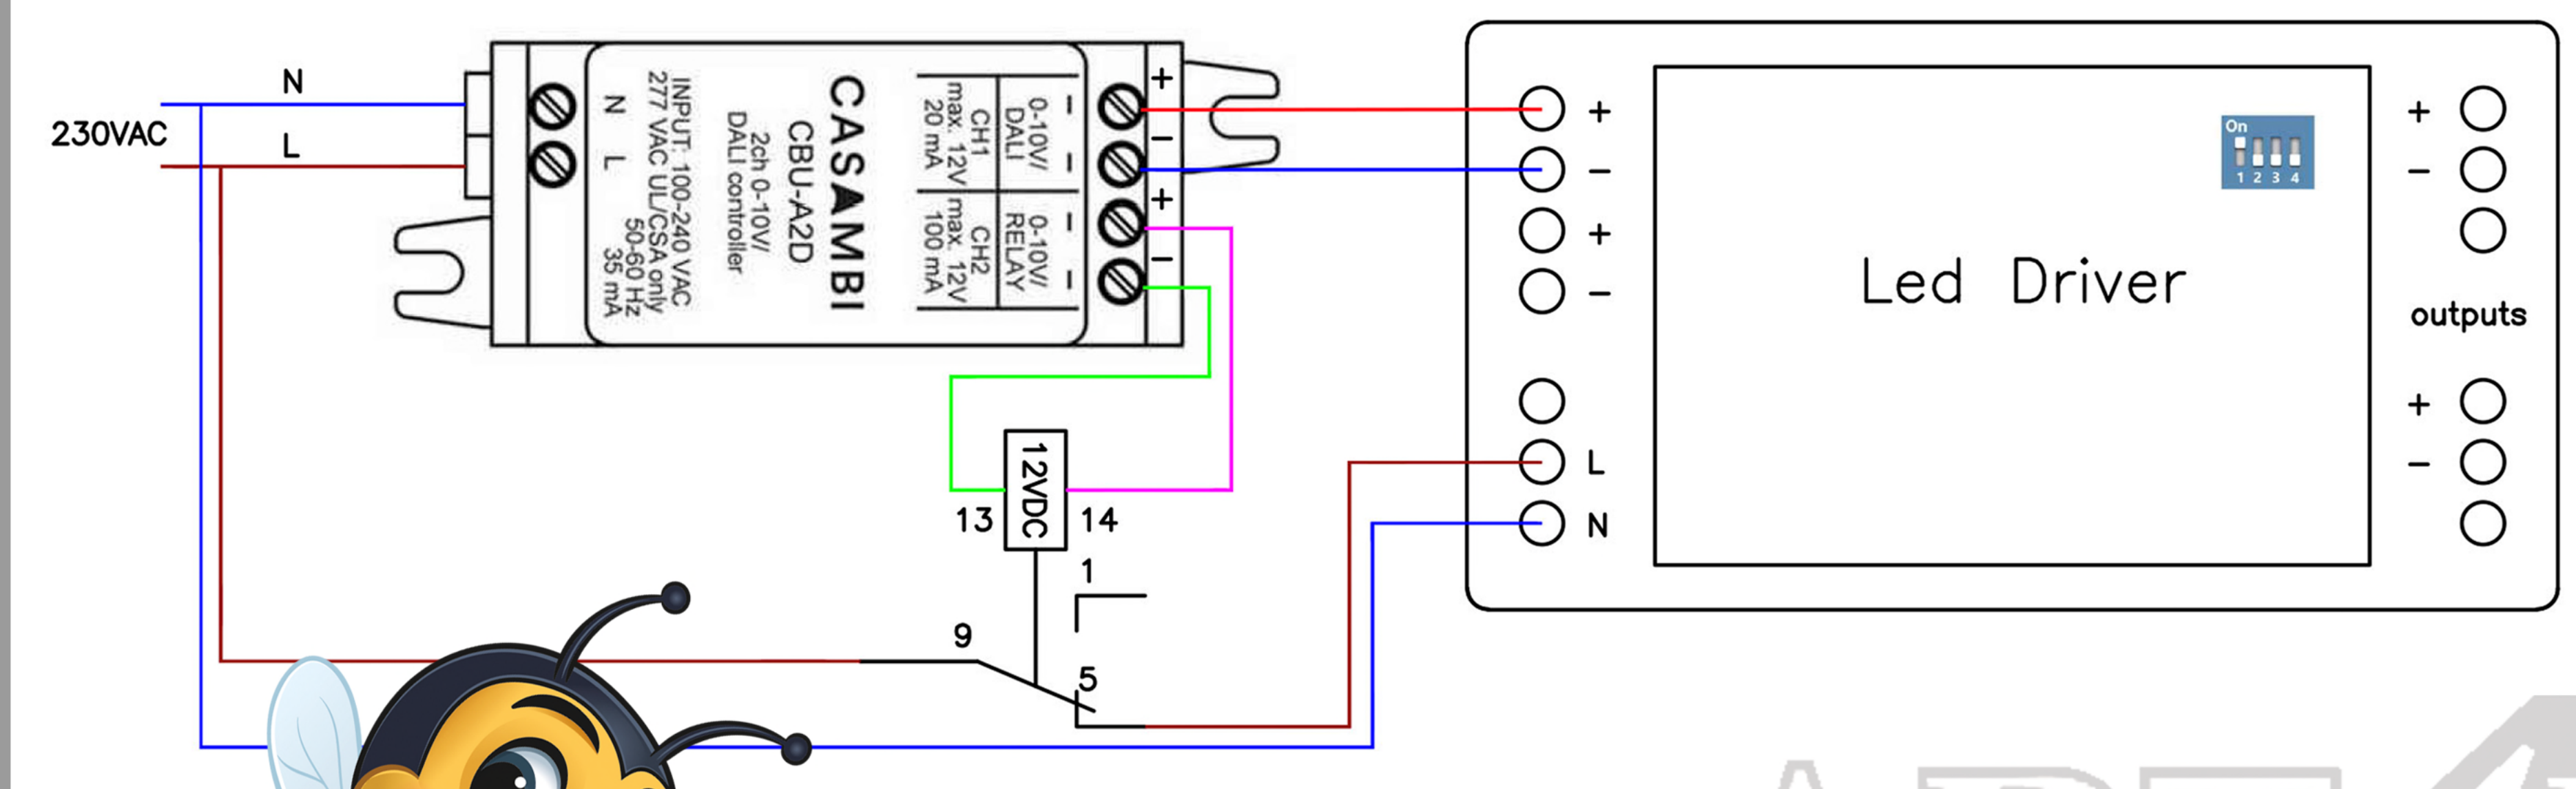 230VAC
N
L
N
L
INPUT: 100-240 VAC
277 VAC UL/CSA only
50-60 Hz
35 mA
CASAMBI
CBU-A2D
2ch 0-10V/
DALI controller
0-10V/
DALI
CH1
max. 12V
20 mA
0-10V/
RELAY
CH2
max. 12V
100 mA
- - - -
+
-
+
-
12VDC
13
14
1
9
5
+
-
+
-
L
N
On
1 2 3 4
Led Driver
+
-
outputs
+
-